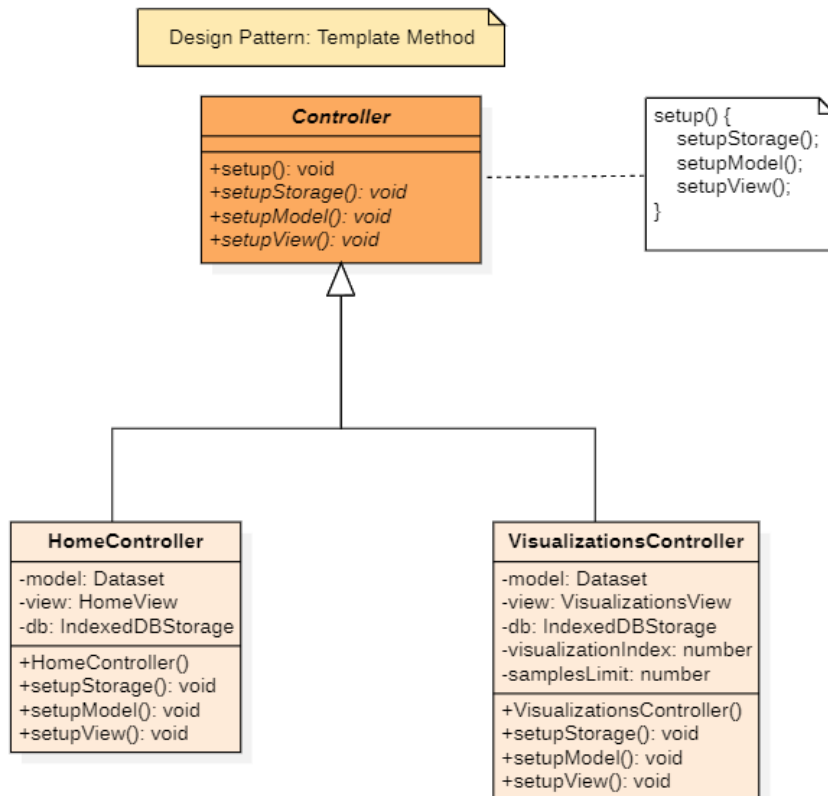 Design Pattern: Template Method
Controller
+setup(): void
+setupStorage(): void
+setupModel(): void
+setupView(): void
setup() {
setupStorage();
setupModel();
setupView();
}
HomeController
-model: Dataset
-view: HomeView
-db: IndexedDBStorage
+HomeController()
+setupStorage(): void
+setupModel(): void
+setupView(): void
VisualizationsController
-model: Dataset
-view: VisualizationsView
-db: IndexedDBStorage
-visualizationIndex: number
-samplesLimit: number
+VisualizationsController()
+setupStorage(): void
+setupModel(): void
+setupView(): void